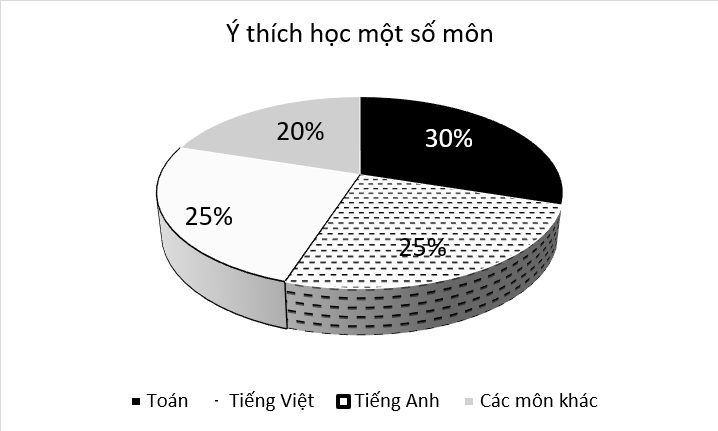 Ý thích học một số môn
20%
30%
25%
25%
Toán
Tiếng Việt
Tiếng Anh
Các môn khác